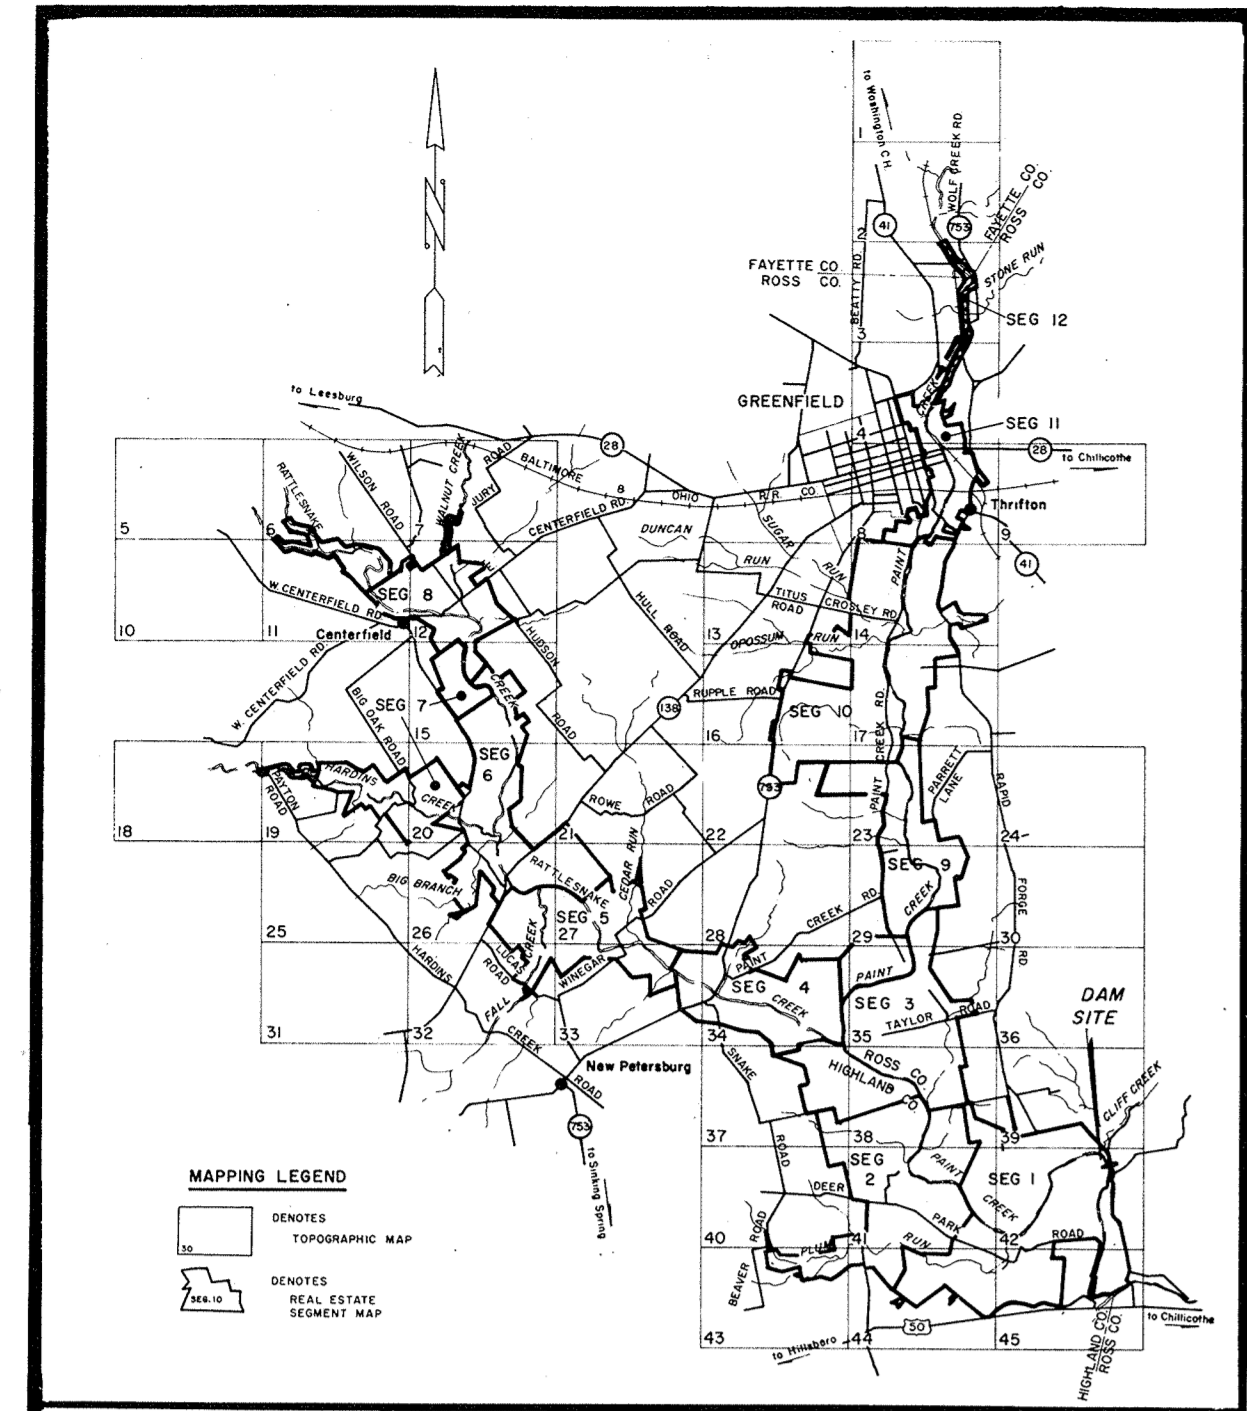 to Washington C.H.
1
WOLF CREEK RD.
FAYETTE CO.
ROSS CO.
41
753
2
STONE RUN
FAYETTE CO.
ROSS CO.
BEATTY RD.
SEG 12
3
to Leesburg
GREENFIELD
CREEK
SEG 11
4
28
28
to Chillicothe
RATTLESNAKE
WILSON ROAD
WALNUT CREEK
JURY ROAD
BALTIMORE
8
OHIO
R.R.
CO.
CENTERFIELD RD.
DUNCAN
RUN
SUGAR
RUN
Thrifton
5
6
7
8
9
41
PAINT
W. CENTERFIELD RD.
SEG 8
Centerfield
TITUS
ROAD
CROSLEY RD.
HULL ROAD
10
11
12
13
14
OPOSSUM
RUN
HUDSON
ROAD
W. CENTERFIELD RD.
BIG OAK ROAD
SEG 7
CREEK
RUPPLE ROAD
138
SEG 10
CREEK RD.
15
16
17
SEG
6
HARDINS
CREEK
PAYTON
ROAD
ROWE ROAD
753
PAINT
PARRETT
LANE
RAPID
18
19
20
21
22
23
24
CEDAR RUN
RATTLESNAKE
BIG BRANCH
SEG 9
CREEK
FORGE
RD
SEG 5
CREEK
ROAD
CREEK RD.
25
26
27
28
29
30
HARDINS
LUCAS
ROAD
WINEGAR
PAINT
SEG 4
CREEK
PAINT
SEG 3
TAYLOR ROAD
DAM
SITE
FALL
CREEK
31
32
33
34
35
36
New Petersburg
ROAD
SNAKE
ROSS CO.
HIGHLAND CO.
CLIFF CREEK
753
to Sinking Spring
37
38
39
ROAD
SEG
2
PAINT
CREEK
SEG 1
DEER
PARK
ROAD
MAPPING LEGEND
DENOTES
TOPOGRAPHIC MAP
30
DENOTES
REAL ESTATE
SEGMENT MAP
SEG.10
40
41
42
ROAD
BEAVER
PLUM
RUN
50
to Chillicothe
43
44
45
to Hillsboro
HIGHLAND CO.
ROSS CO.